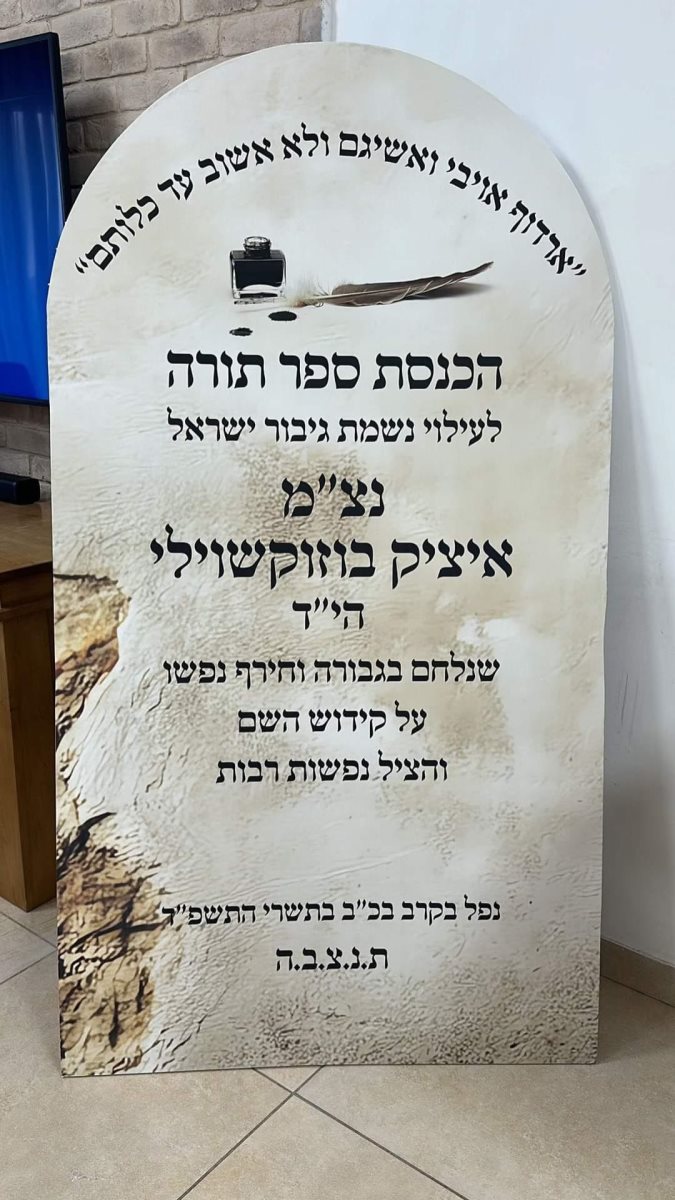 "ארדוף אויבי ואשיגם ולא אשוב עד כלותם"
הכנסת ספר תורה
לעילוי נשמת גיבור ישראל
נצ"מ
איציק בוזוקשוילי
הי"ד
שנלחם בגבורה וחירף נפשו
על קידוש השם
והציל נפשות רבות
נפל בקרב בכ"ב בתשרי התשפ"ד
ת.נ.צ.ב.ה